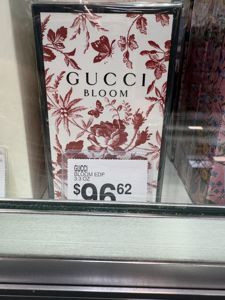 GUCCI
BLOOM
GUCCI
BLOOM EDP
3.3 OZ
$96 62